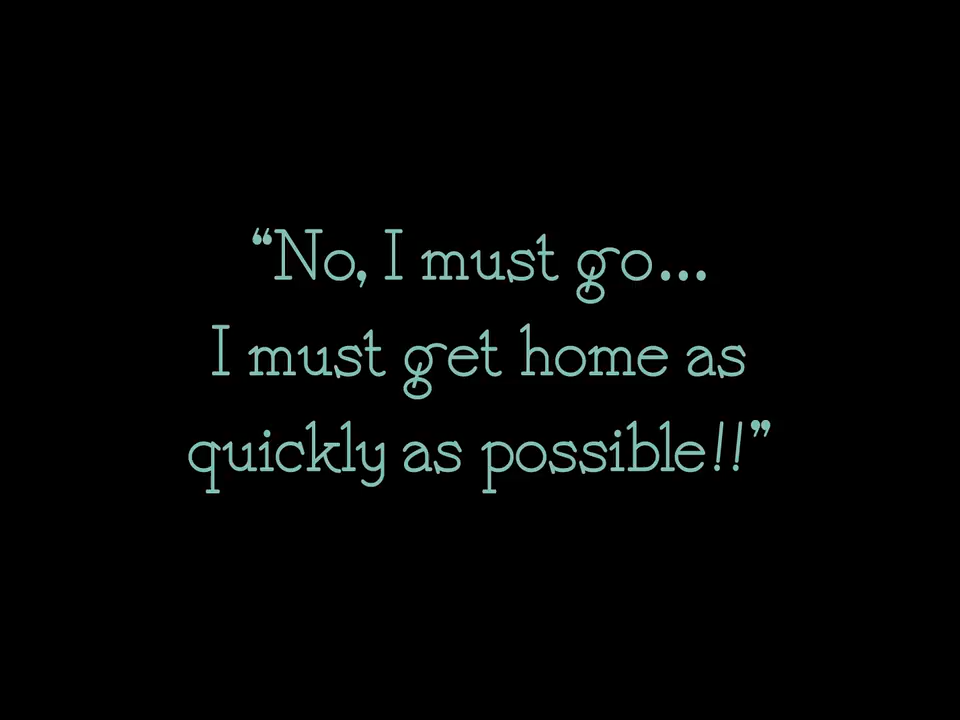 “No, I must go...
I must get home as
quickly as possible!!”